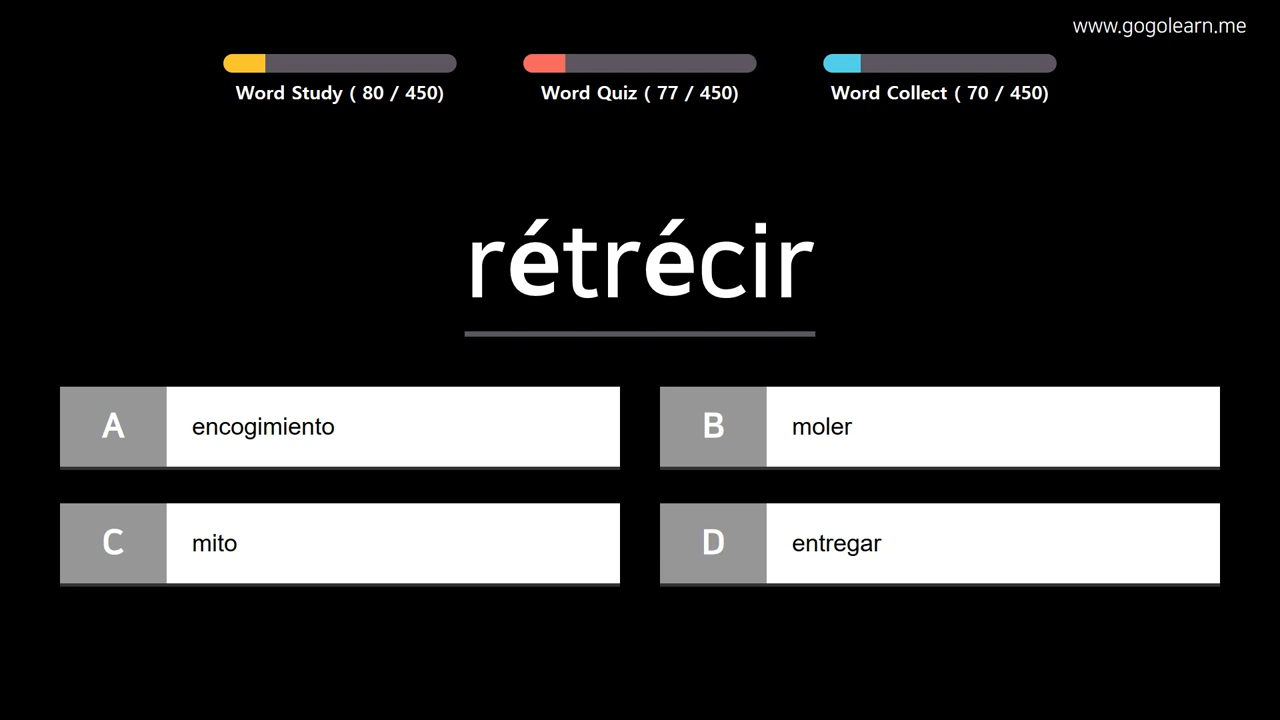 www.gogolearn.me
Word Study ( 80 / 450)
Word Quiz ( 77 / 450)
Word Collect ( 70 / 450)
rétrécir
A encogimiento
B moler
C mito
D entregar